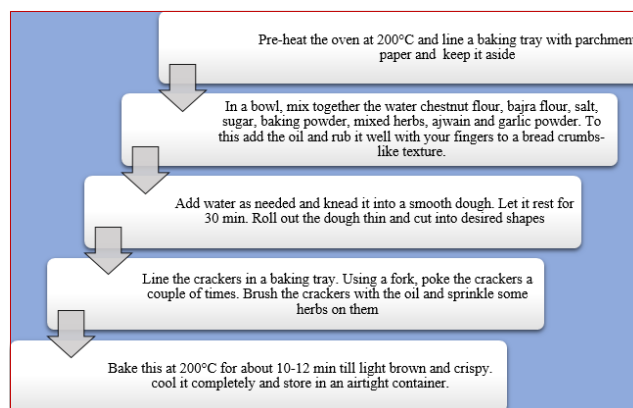 Pre-heat the oven at 200°C and line a baking tray with parchment
paper and keep it aside
In a bowl, mix together the water chestnut flour, bajra flour, salt,
sugar, baking powder, mixed herbs, ajwain and garlic powder. To
this add the oil and rub it well with your fingers to a bread crumbs-
like texture.
Add water as needed and knead it into a smooth dough. Let it rest for
30 min. Roll out the dough thin and cut into desired shapes
Line the crackers in a baking tray. Using a fork, poke the crackers a
couple of times. Brush the crackers with the oil and sprinkle some
herbs on them
Bake this at 200°C for about 10-12 min till light brown and crispy.
cool it completely and store in an airtight container.